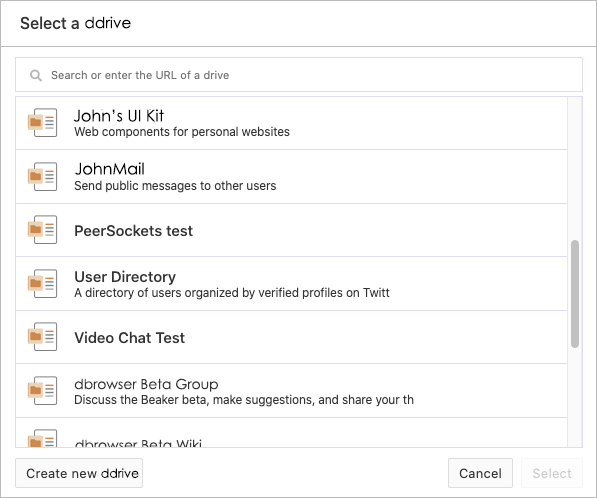 Select a ddrive
Search or enter the URL of a drive
John's UI Kit
Web components for personal websites
JohnMail
Send public messages to other users
PeerSockets test
User Directory
A directory of users organized by verified profiles on Twitt
Video Chat Test
dbrowser Beta Group
Discuss the Beaker beta, make suggestions, and share your th
dbrowser Beta Wiki
Create new ddrive
Cancel
Select